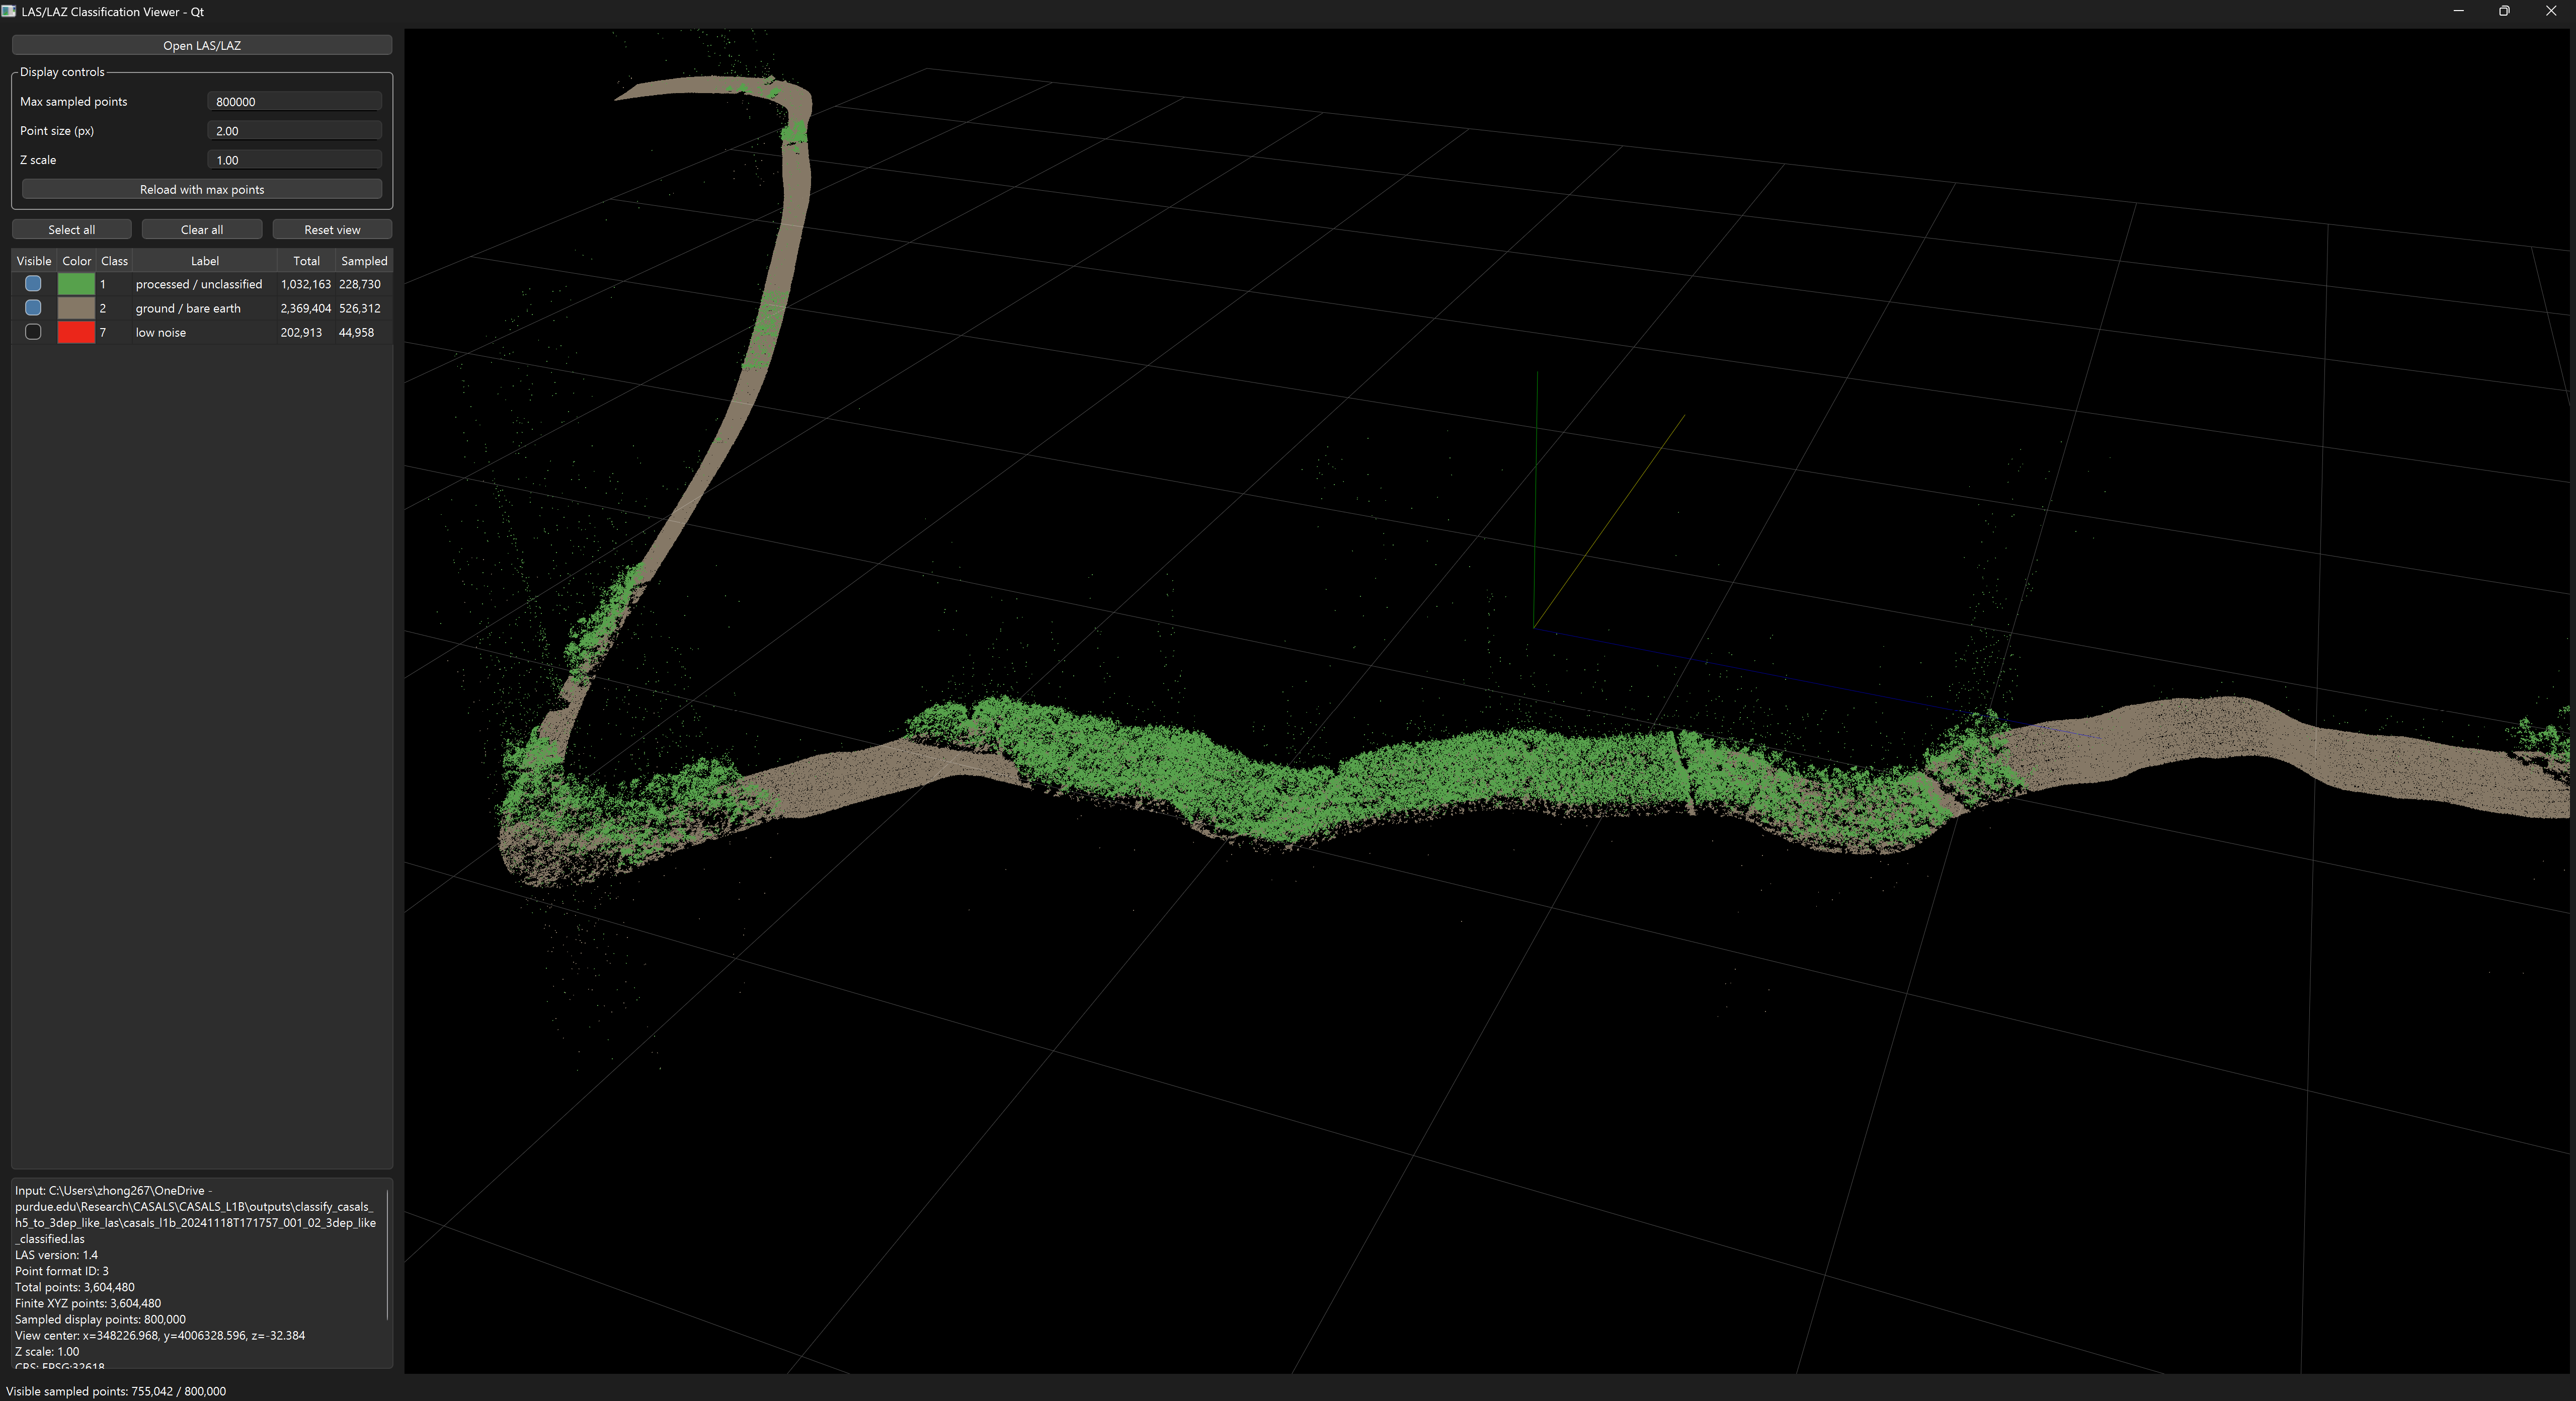 LAS/LAZ Classification Viewer - Qt
Open LAS/LAZ
Display controls
Max sampled points 800000
Point size (px) 2.00
Z scale 1.00
Reload with max points
Select all Clear all Reset view
Visible Color Class Label Total Sampled
1 processed / unclassified 1,032,163 228,730
2 ground / bare earth 2,369,404 526,312
7 low noise 202,913 44,958
Input: C:\Users\zhong267\OneDrive -
purdue.edu\Research\CASALS\CASALS_L1B\outputs\classify_casals_
h5_to_3dep_like_las\casals_l1b_20241118T171757_001_02_3dep_like
_classified.las
LAS version: 1.4
Point format ID: 3
Total points: 3,604,480
Finite XYZ points: 3,604,480
Sampled display points: 800,000
View center: x=348226.968, y=4006328.596, z=-32.384
Z scale: 1.00
CRS: EPSG:32618
Visible sampled points: 755,042 / 800,000